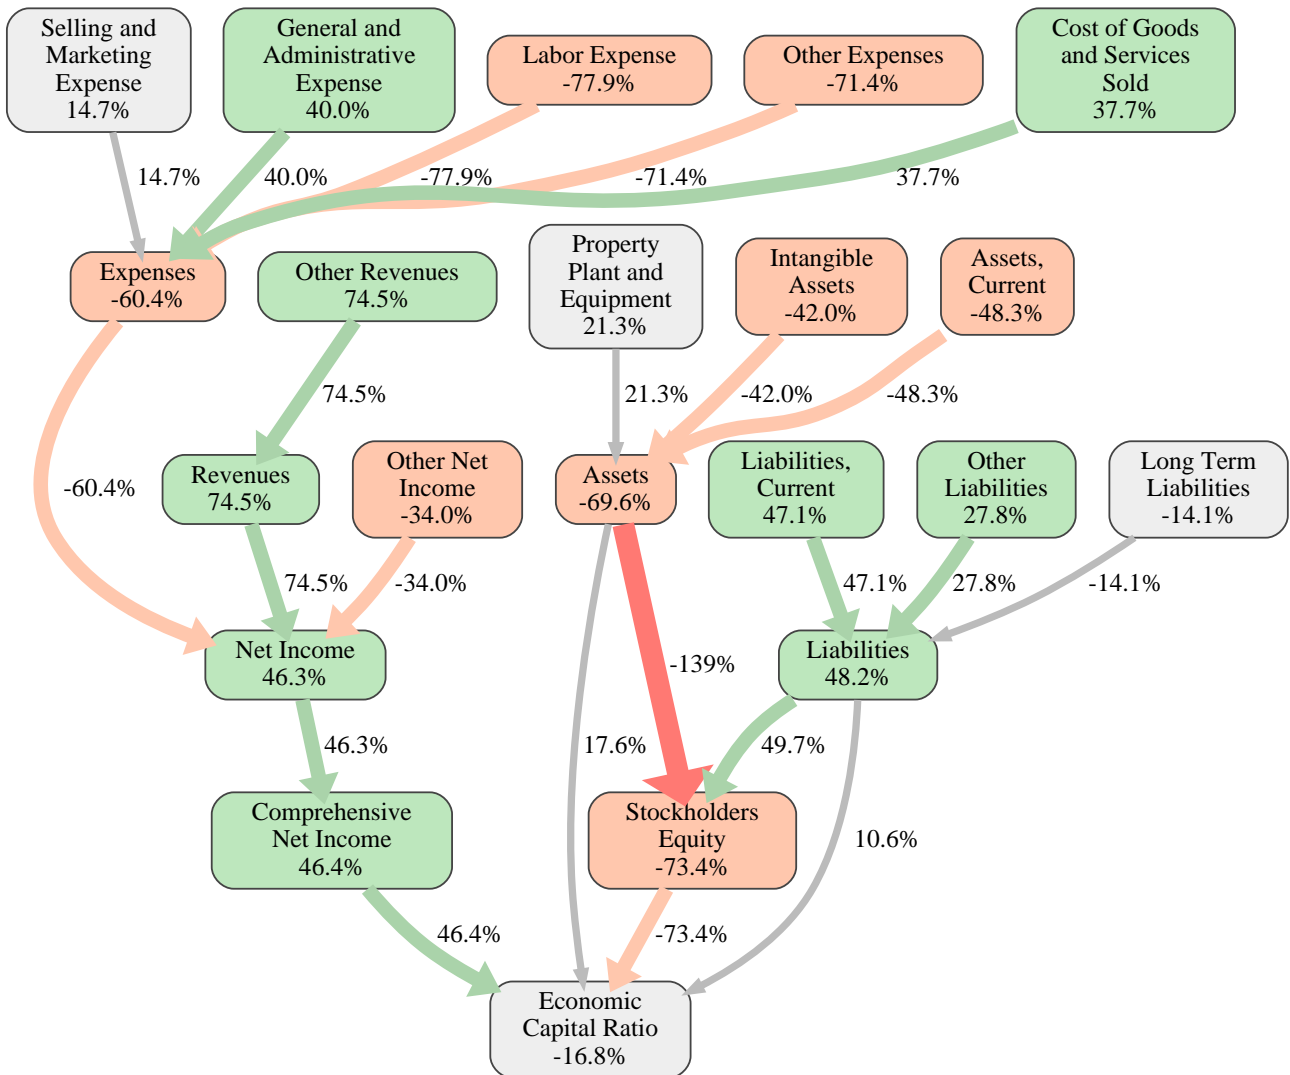 Selling and
Marketing
Expense
14.7%
General and
Administrative
Expense
40.0%
Labor Expense
-77.9%
Other Expenses
-71.4%
Cost of Goods
and Services
Sold
37.7%
14.7%
40.0%
-77.9%
-71.4%
37.7%
Expenses
-60.4%
Other Revenues
74.5%
Property
Plant and
Equipment
21.3%
Intangible
Assets
-42.0%
Assets,
Current
-48.3%
74.5%
21.3%
-42.0%
-48.3%
-60.4%
Revenues
74.5%
Other Net
Income
-34.0%
Assets
-69.6%
Liabilities,
Current
47.1%
Other
Liabilities
27.8%
Long Term
Liabilities
-14.1%
74.5%
-34.0%
47.1%
27.8%
-14.1%
Net Income
46.3%
-139%
Liabilities
48.2%
46.3%
17.6%
49.7%
Comprehensive
Net Income
46.4%
Stockholders
Equity
-73.4%
10.6%
46.4%
-73.4%
Economic
Capital Ratio
-16.8%